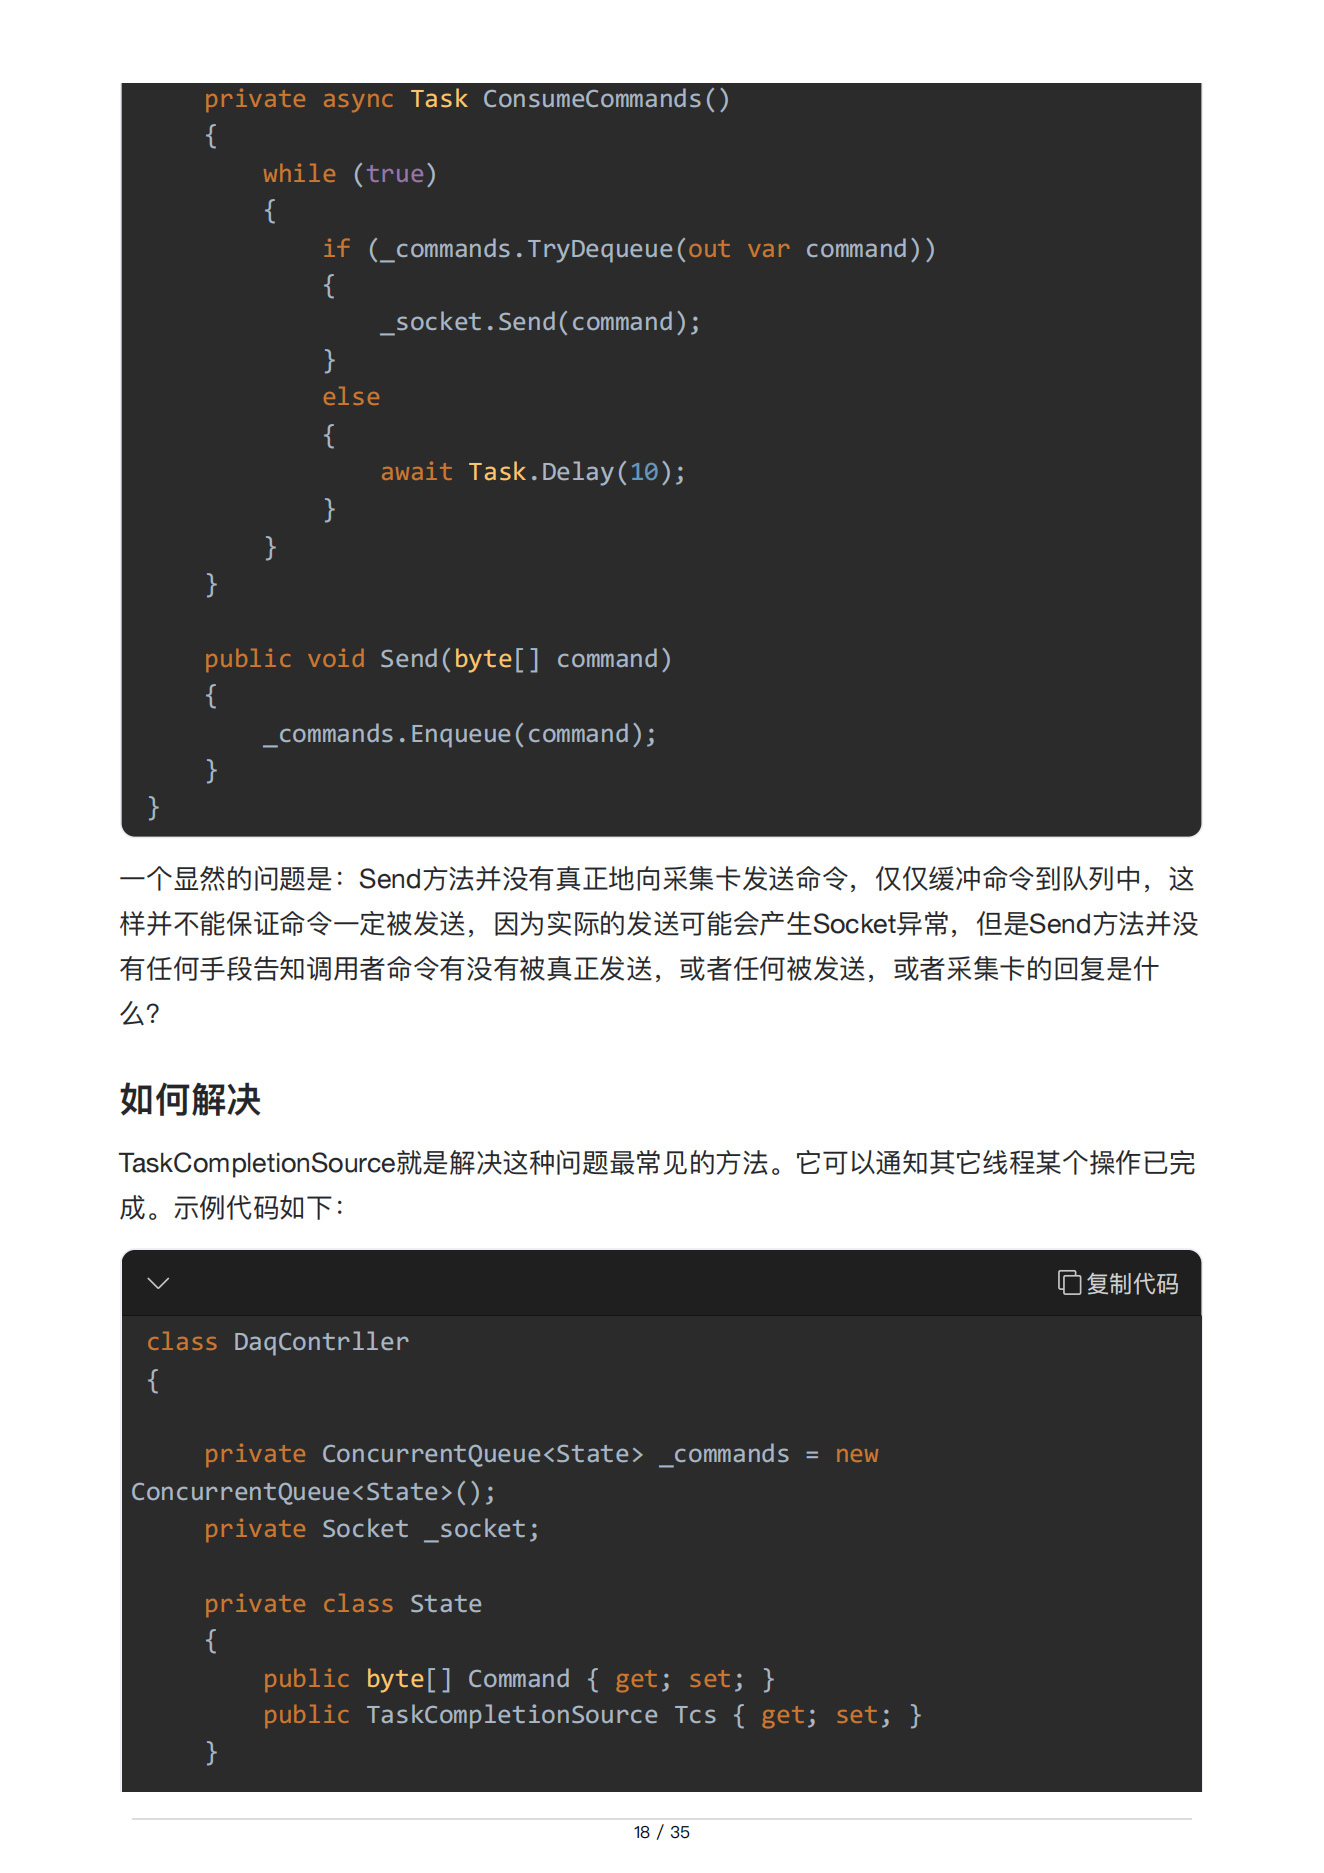 private async Task ConsumeCommands()
{
while (true)
{
if (_commands.TryDequeue(out var command))
{
_socket.Send(command);
}
else
{
await Task.Delay(10);
}
}
}
public void Send(byte[] command)
{
_commands.Enqueue(command);
}
}
一个显然的问题是：Send方法并没有真正地向采集卡发送命令，仅仅缓冲命令到队列中，这
样并不能保证命令一定被发送，因为实际的发送可能会产生Socket异常，但是Send方法并没
有任何手段告知调用者命令有没有被真正发送，或者任何被发送，或者采集卡的回复是什
么？
如何解决
TaskCompletionSource就是解决这种问题最常见的方法。它可以通知其它线程某个操作已完
成。示例代码如下：
复制代码
class DaqContrller
{
private ConcurrentQueue<State> _commands = new
ConcurrentQueue<State>();
private Socket _socket;
private class State
{
public byte[] Command { get; set; }
public TaskCompletionSource Tcs { get; set; }
}
18 / 35